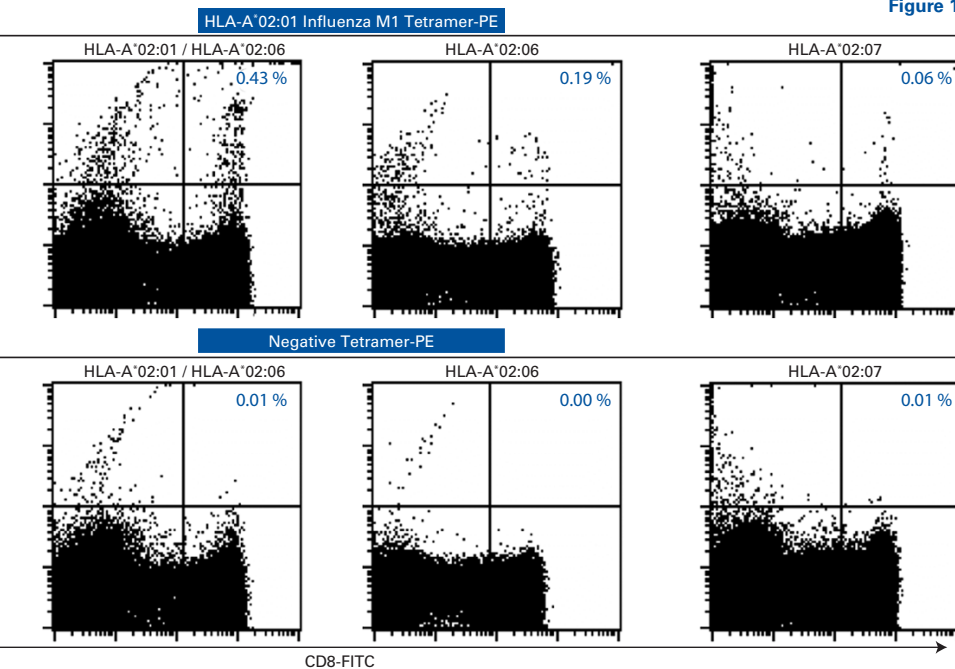 Figure 1
HLA-A*02:01 Influenza M1 Tetramer-PE
HLA-A*02:01 / HLA-A*02:06
HLA-A*02:06
HLA-A*02:07
0.43 %
0.19 %
0.06 %
Negative Tetramer-PE
HLA-A*02:01 / HLA-A*02:06
HLA-A*02:06
HLA-A*02:07
0.01 %
0.00 %
0.01 %
CD8-FITC